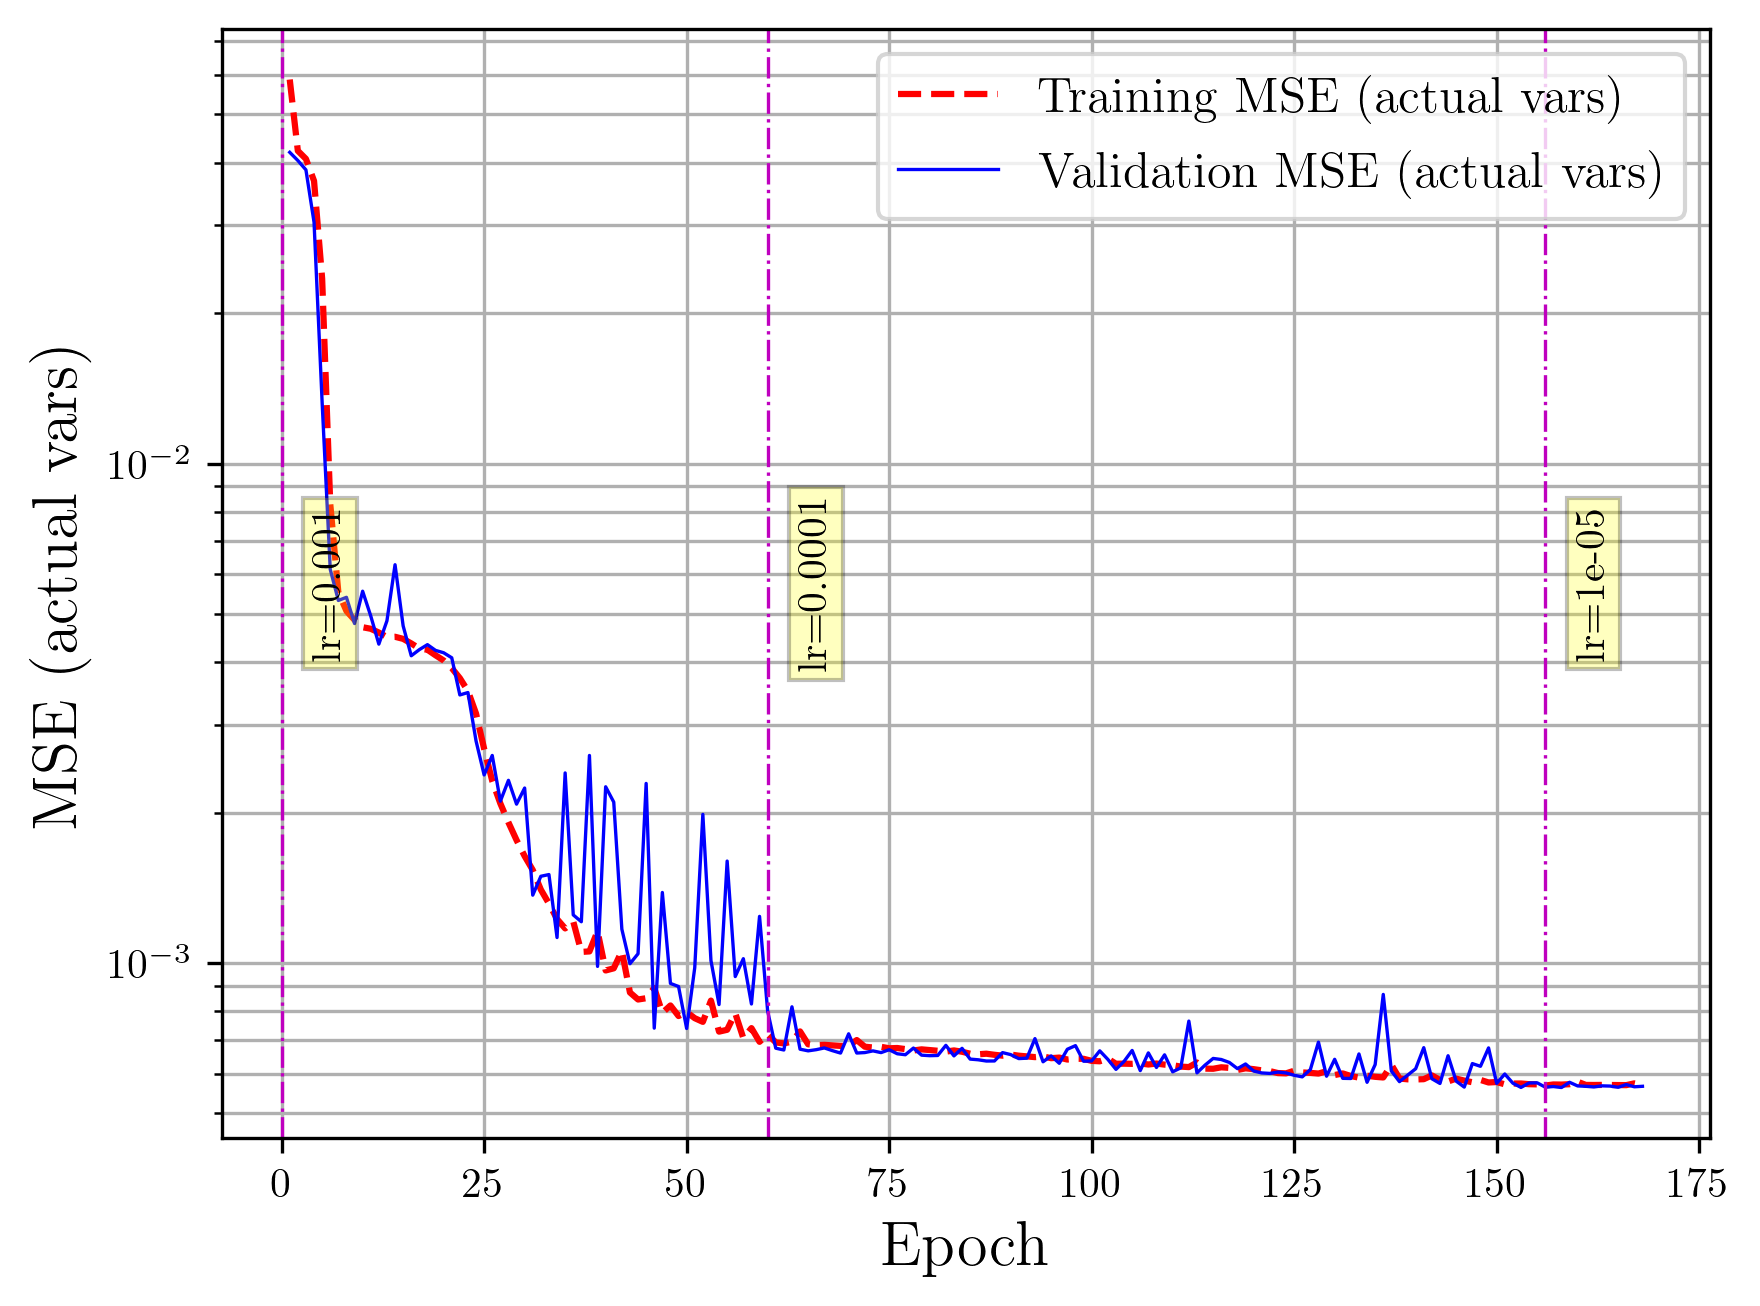 Training MSE (actual vars)
Validation MSE (actual vars)
MSE (actual vars)
10⁻²
10⁻³
lr=0.001
lr=0.0001
lr=1e-05
0 25 50 75 100 125 150 175
Epoch